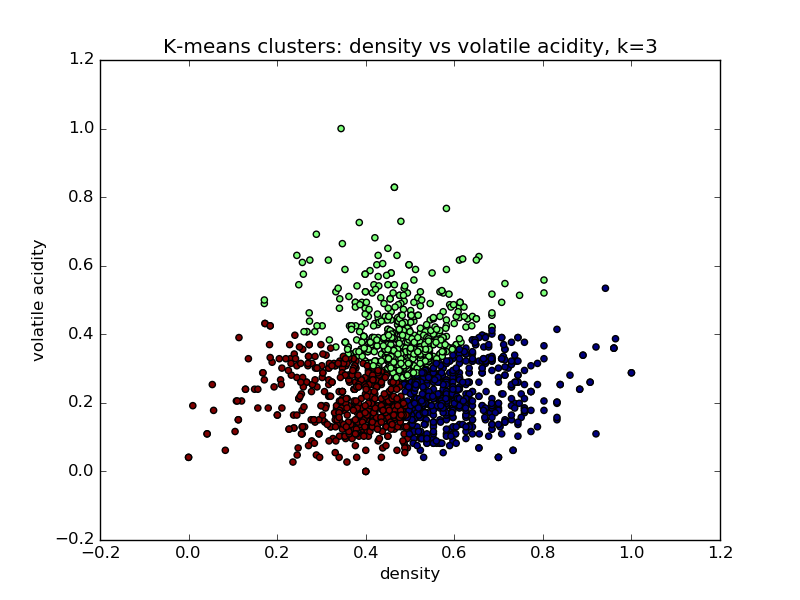 K-means clusters: density vs volatile acidity, k=3
1.2
1.0
0.8
0.6
0.4
0.2
0.0
−0.2
volatile acidity
−0.2 0.0 0.2 0.4 0.6 0.8 1.0 1.2
density